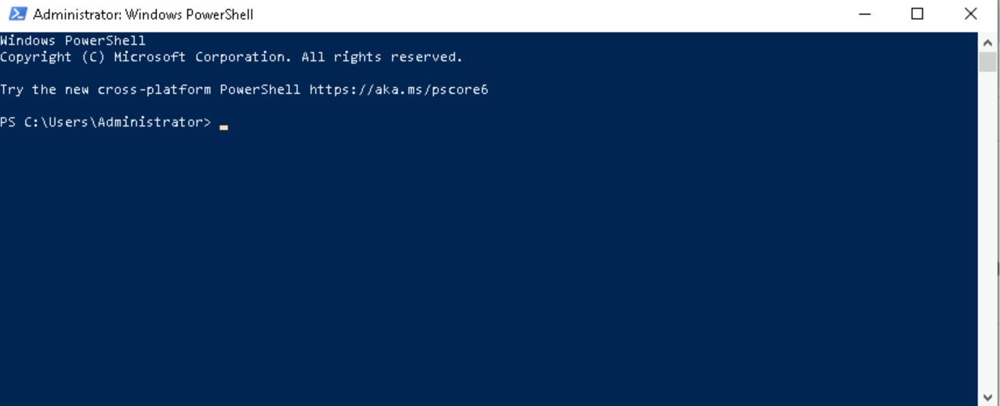 Administrator: Windows PowerShell
Windows PowerShell
Copyright (C) Microsoft Corporation. All rights reserved.
Try the new cross-platform PowerShell https://aka.ms/pscore6
PS C:\Users\Administrator>